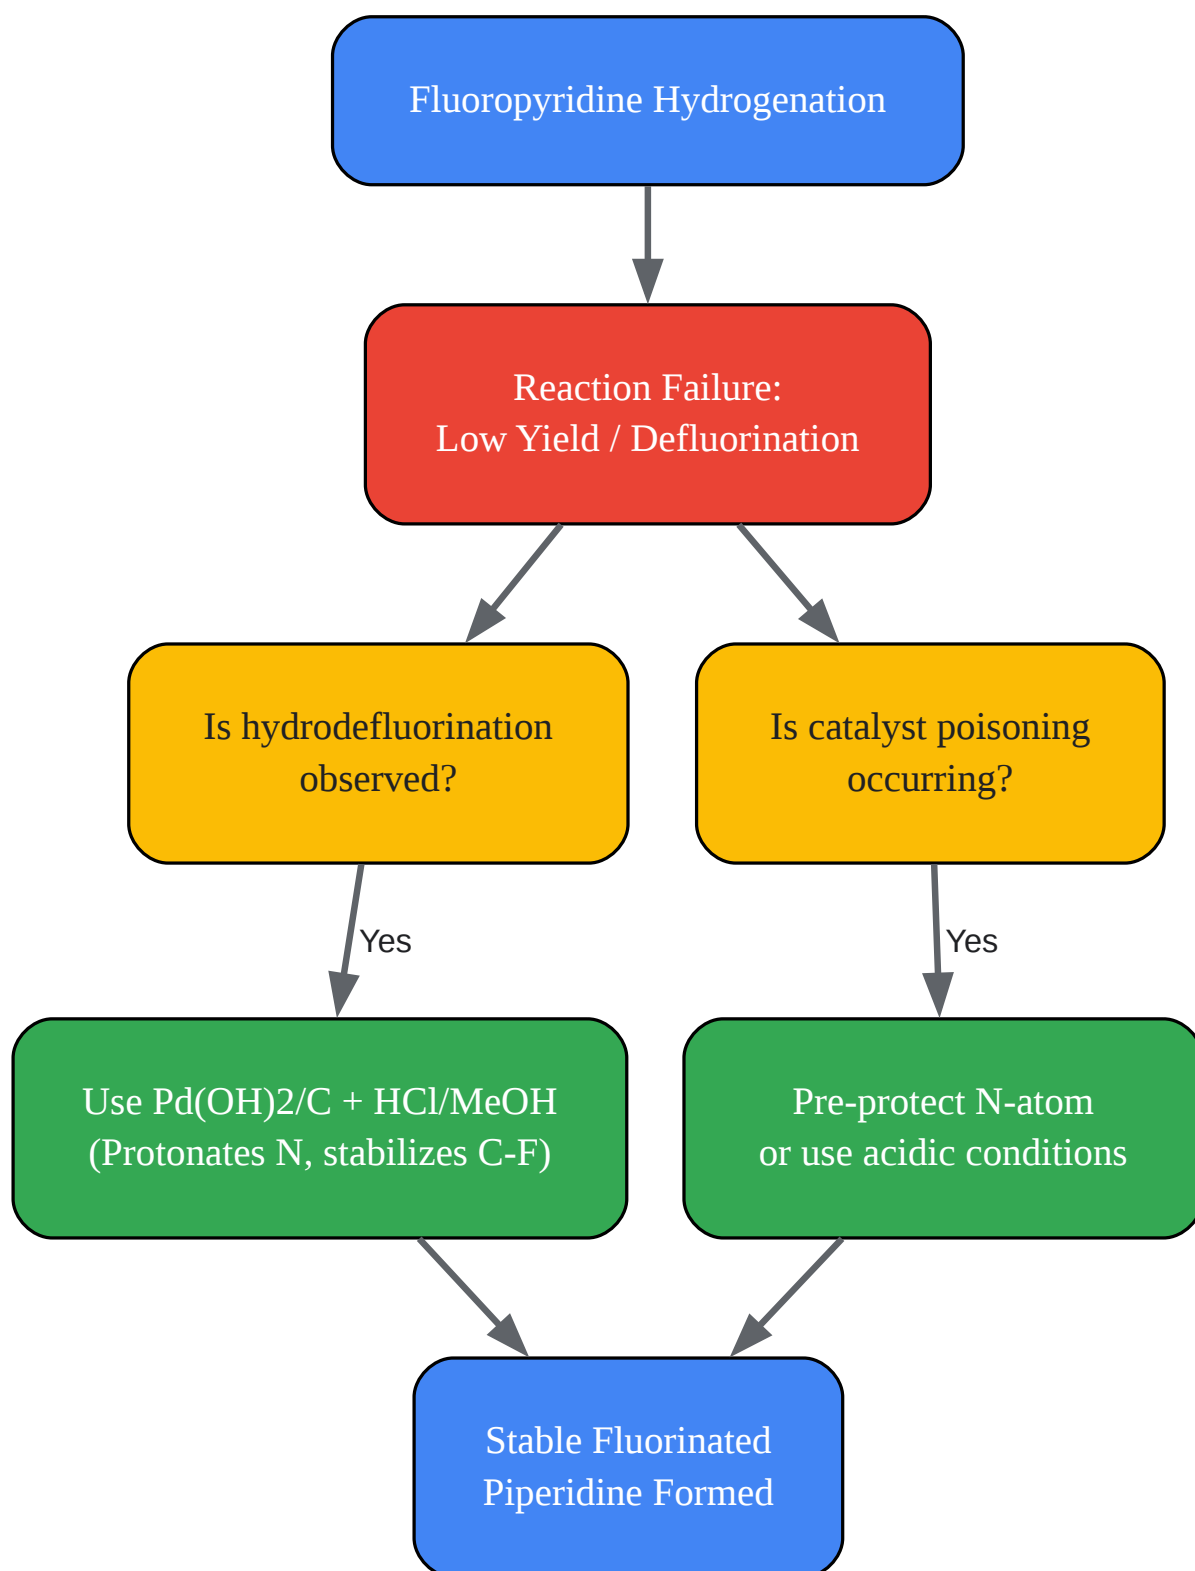 Fluoropyridine Hydrogenation
Reaction Failure:
Low Yield / Defluorination
Is hydrodefluorination
observed?
Is catalyst poisoning
occurring?
Yes
Yes
Use Pd(OH)2/C + HCl/MeOH
(Protonates N, stabilizes C-F)
Pre-protect N-atom
or use acidic conditions
Stable Fluorinated
Piperidine Formed